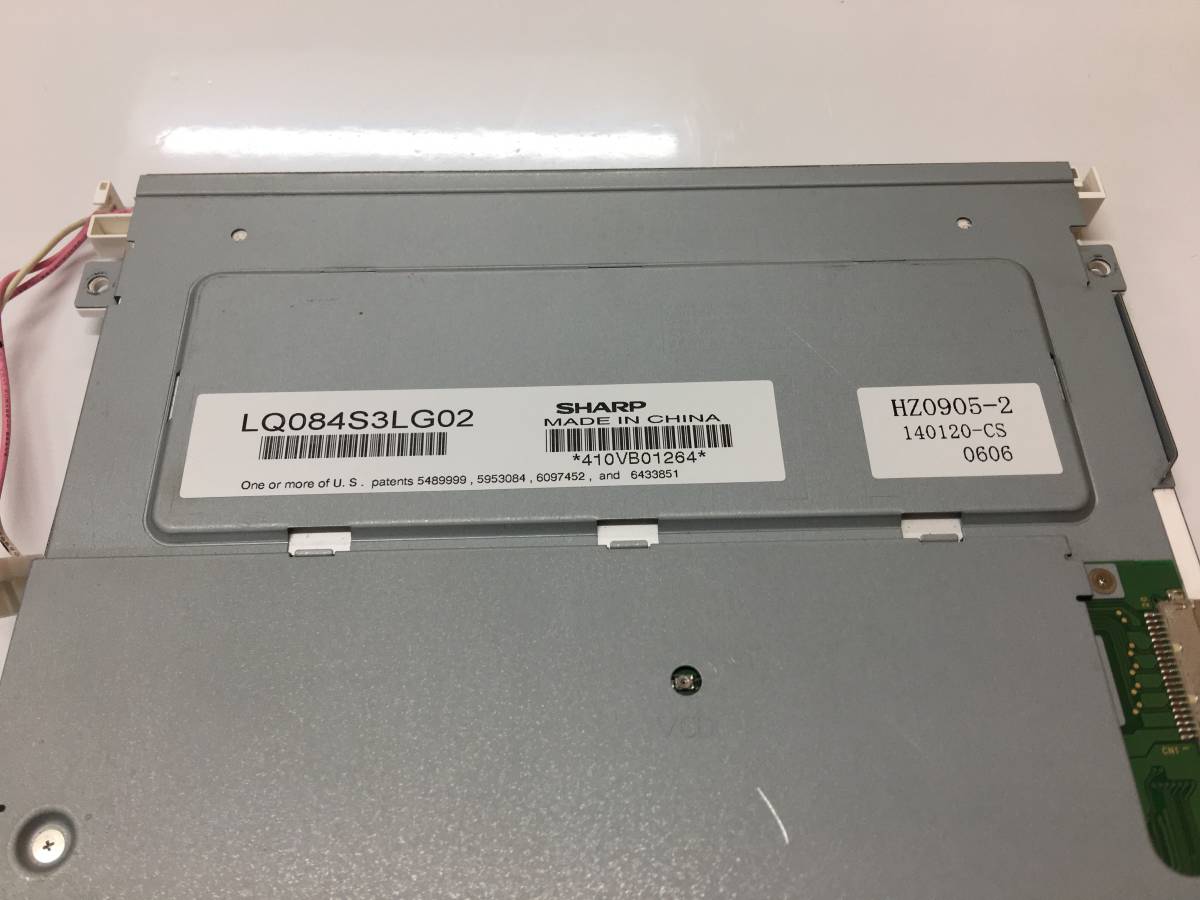 LQ084S3LG02
SHARP
MADE IN CHINA
*410VB01264*
One or more of U. S. patents 5489999 , 5953084 , 6097452 , and 6433851
HZ0905-2
140120-CS
0606
CN1